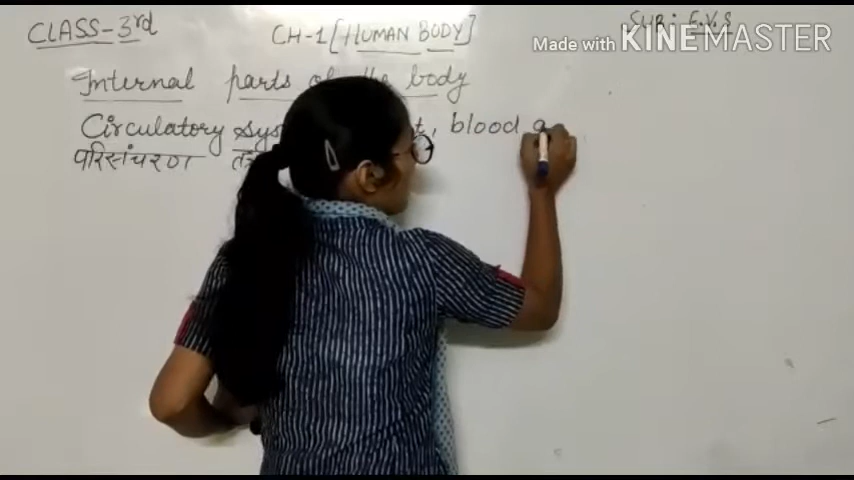 CLASS-3rd
CH-1 [HUMAN BODY]
SUB: E.V.S
Made with KINEMASTER
Internal parts of the body
Circulatory sys t, blood a
परिसंचरण तं